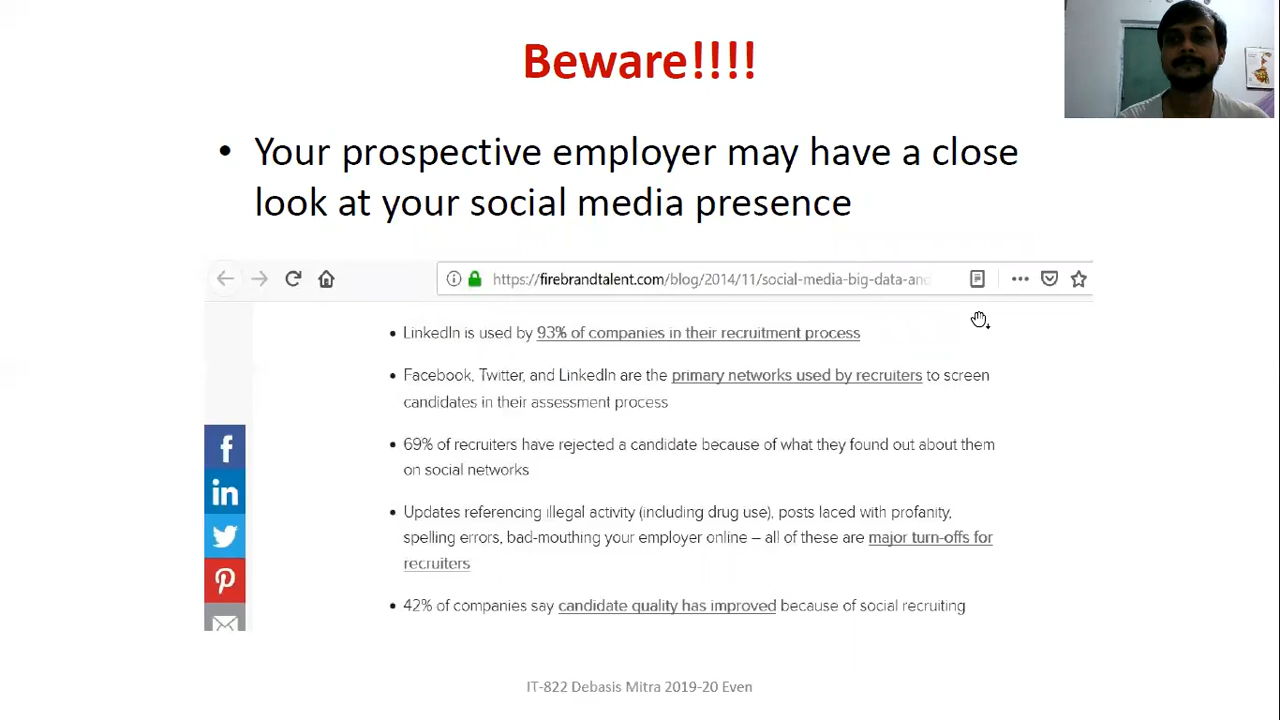 Beware!!!!
• Your prospective employer may have a close
look at your social media presence
https://firebrandtalent.com/blog/2014/11/social-media-big-data-and-
• LinkedIn is used by 93% of companies in their recruitment process
• Facebook, Twitter, and LinkedIn are the primary networks used by recruiters to screen
candidates in their assessment process
• 69% of recruiters have rejected a candidate because of what they found out about them
on social networks
• Updates referencing illegal activity (including drug use), posts laced with profanity,
spelling errors, bad-mouthing your employer online – all of these are major turn-offs for
recruiters
• 42% of companies say candidate quality has improved because of social recruiting
IT-822 Debasis Mitra 2019-20 Even